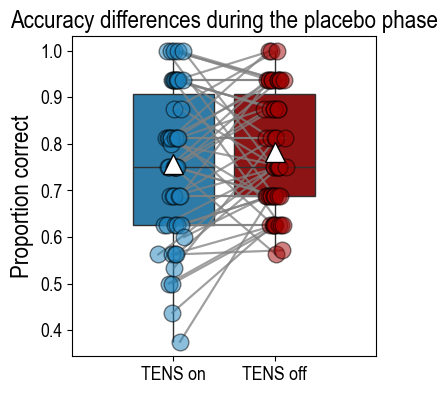 Accuracy differences during the placebo phase
Proportion correct
1.0
0.9
0.8
0.7
0.6
0.5
0.4
TENS on
TENS off